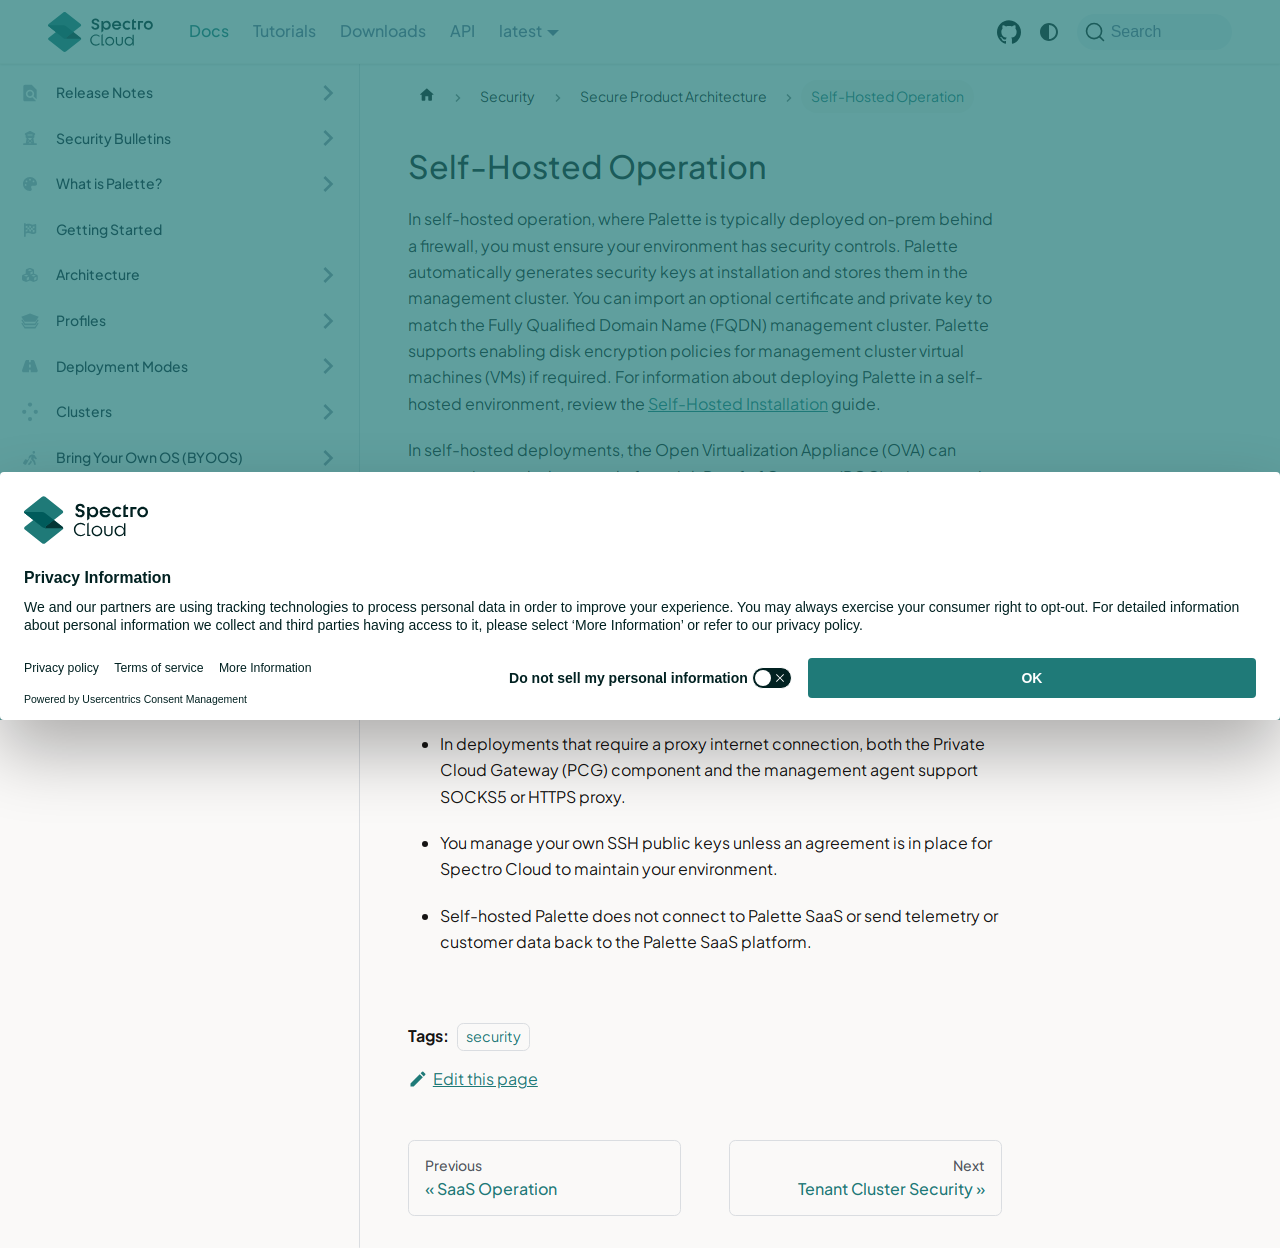 Spectro Cloud
Docs
Tutorials
Downloads
API
latest
Search
Release Notes
Security Bulletins
What is Palette?
Getting Started
Architecture
Profiles
Deployment Modes
Clusters
Bring Your Own OS (BYOOS)
Security
Secure Product Architecture
Self-Hosted Operation
Self-Hosted Operation
In self-hosted operation, where Palette is typically deployed on-prem behind
a firewall, you must ensure your environment has security controls. Palette
automatically generates security keys at installation and stores them in the
management cluster. You can import an optional certificate and private key to
match the Fully Qualified Domain Name (FQDN) management cluster. Palette
supports enabling disk encryption policies for management cluster virtual
machines (VMs) if required. For information about deploying Palette in a self-
hosted environment, review the Self-Hosted Installation guide.
In self-hosted deployments, the Open Virtualization Appliance (OVA) can
Spectro
Cloud
Privacy Information
We and our partners are using tracking technologies to process personal data in order to improve your experience. You may always exercise your consumer right to opt-out. For detailed information
about personal information we collect and third parties having access to it, please select ‘More Information’ or refer to our privacy policy.
Privacy policy
Terms of service
More Information
Do not sell my personal information
OK
Powered by Usercentrics Consent Management
In deployments that require a proxy internet connection, both the Private
Cloud Gateway (PCG) component and the management agent support
SOCKS5 or HTTPS proxy.
You manage your own SSH public keys unless an agreement is in place for
Spectro Cloud to maintain your environment.
Self-hosted Palette does not connect to Palette SaaS or send telemetry or
customer data back to the Palette SaaS platform.
Tags: security
Edit this page
Previous
« SaaS Operation
Next
Tenant Cluster Security »